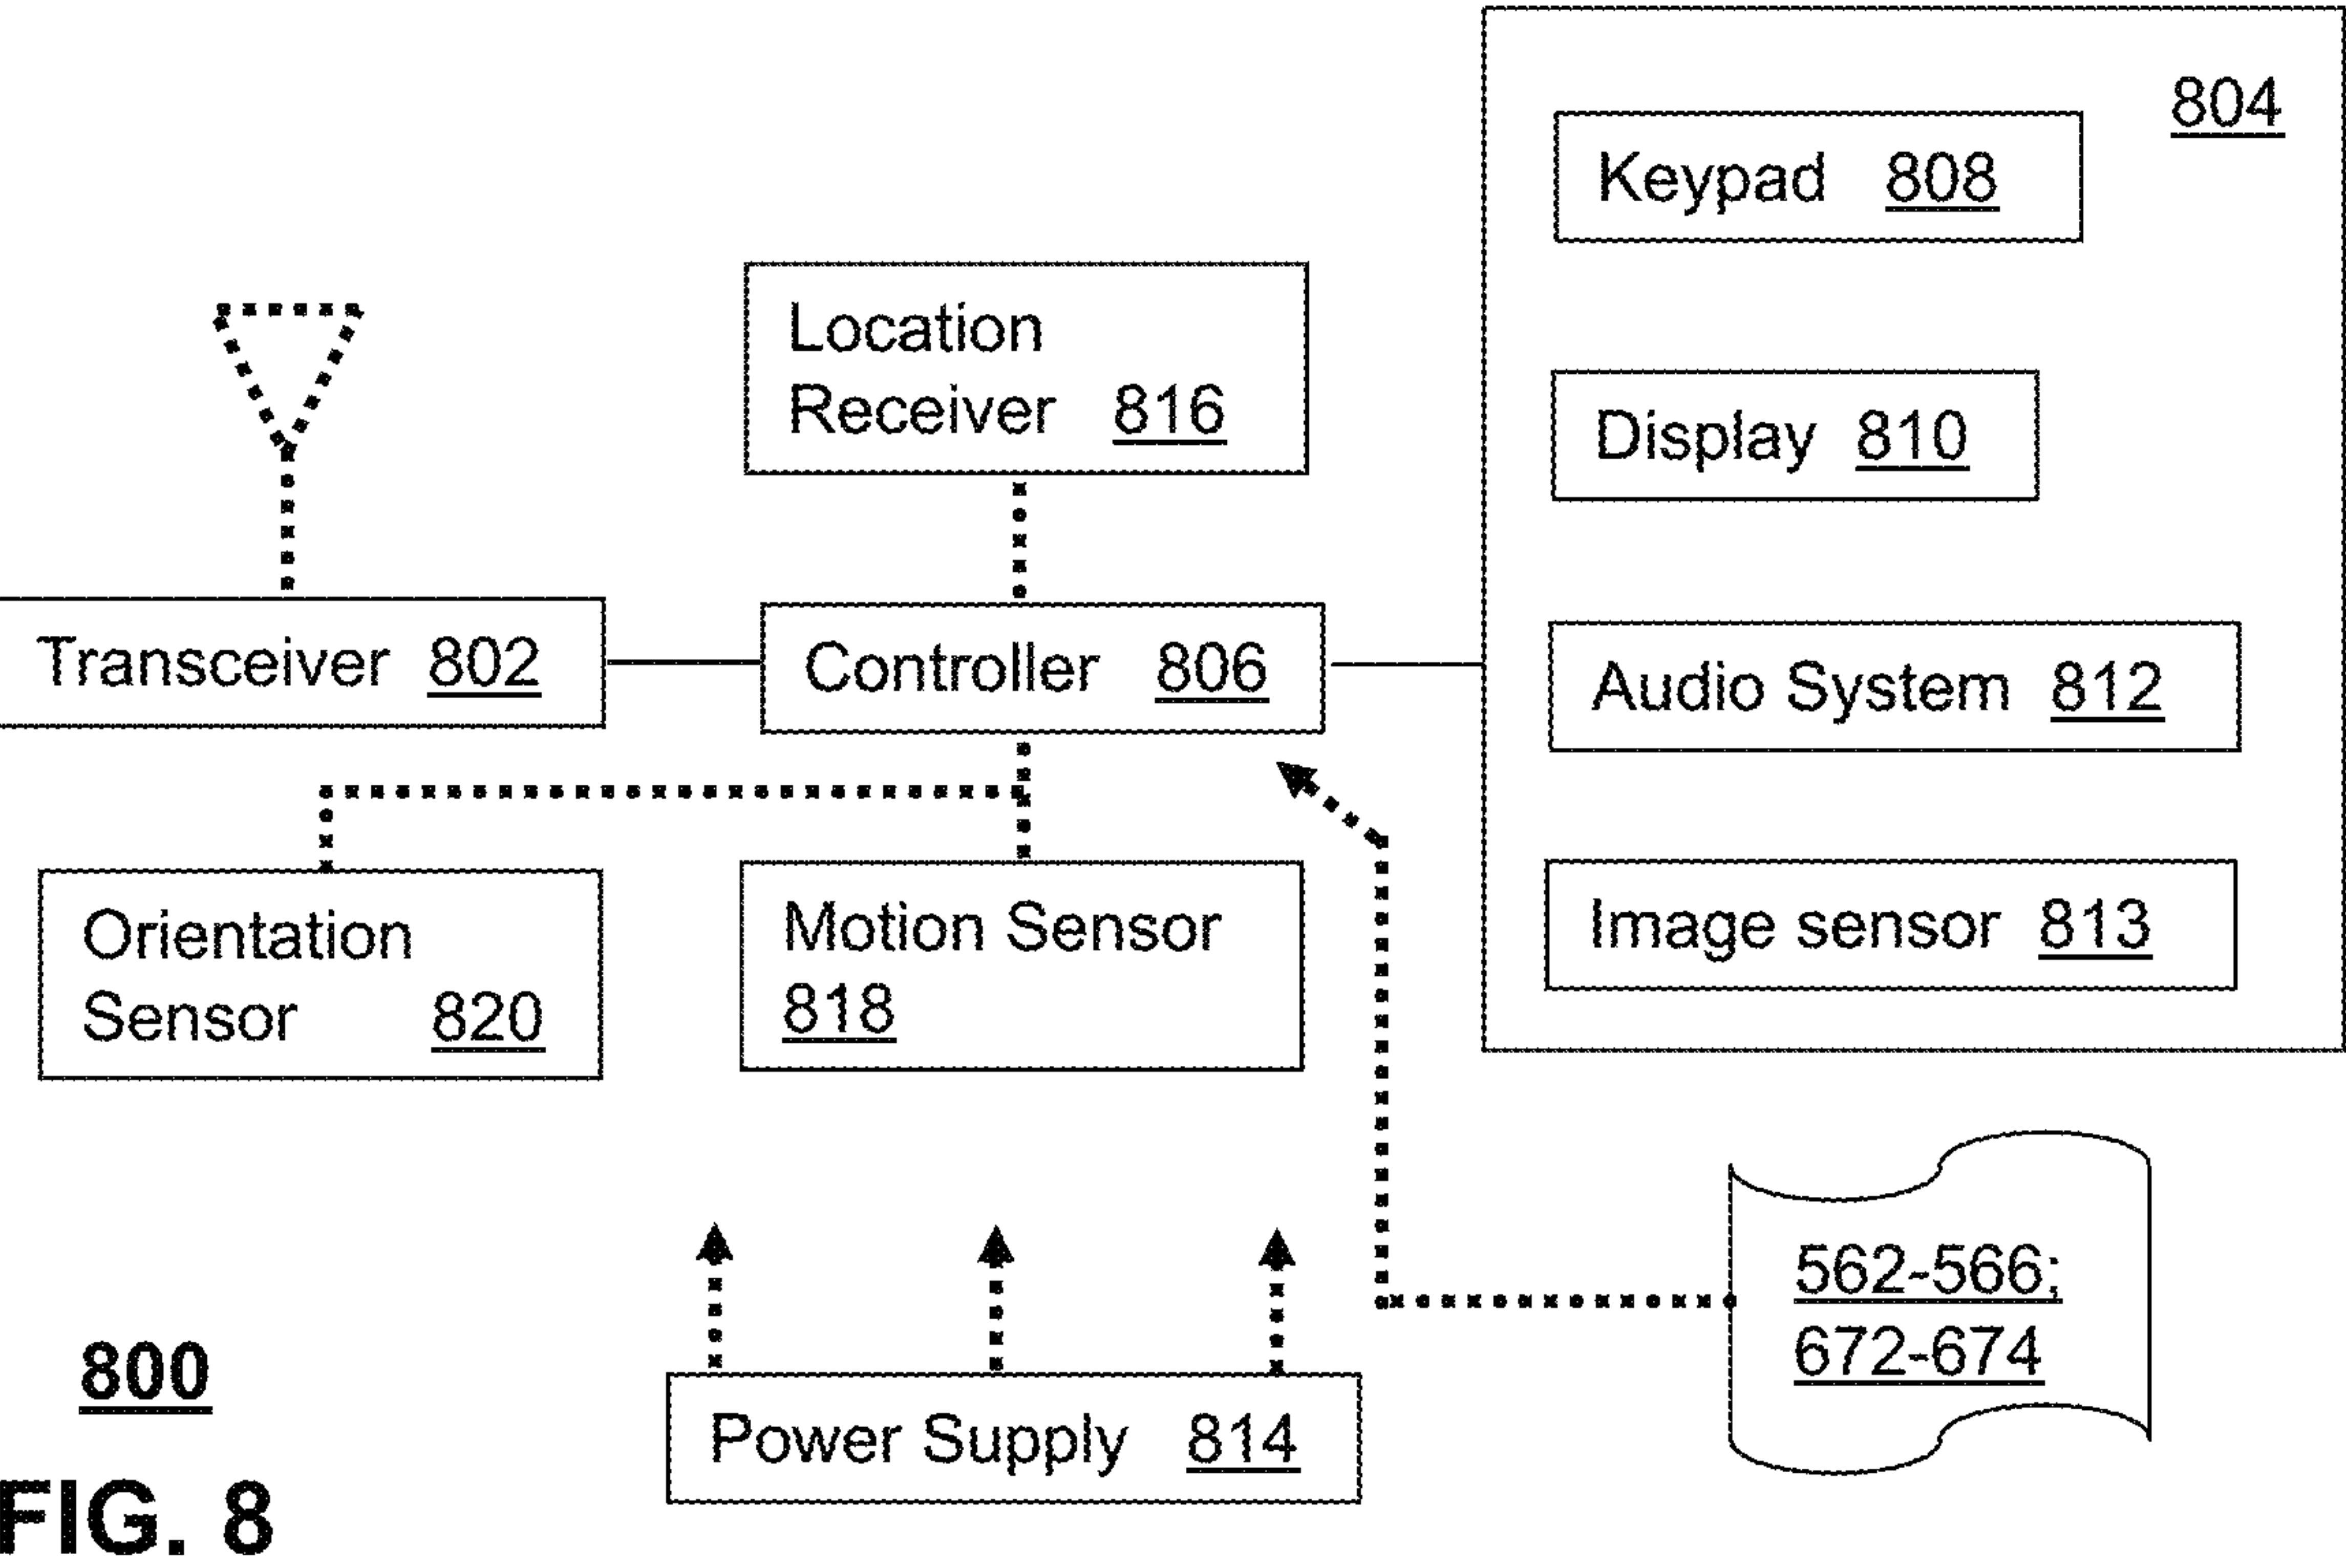 804
Keypad 808
Location
Receiver 816
Display 810
Transceiver 802
Controller 806
Audio System 812
Orientation
Sensor 820
Motion Sensor
818
Image sensor 813
562-566;
672-674
Power Supply 814
800
FIG. 8